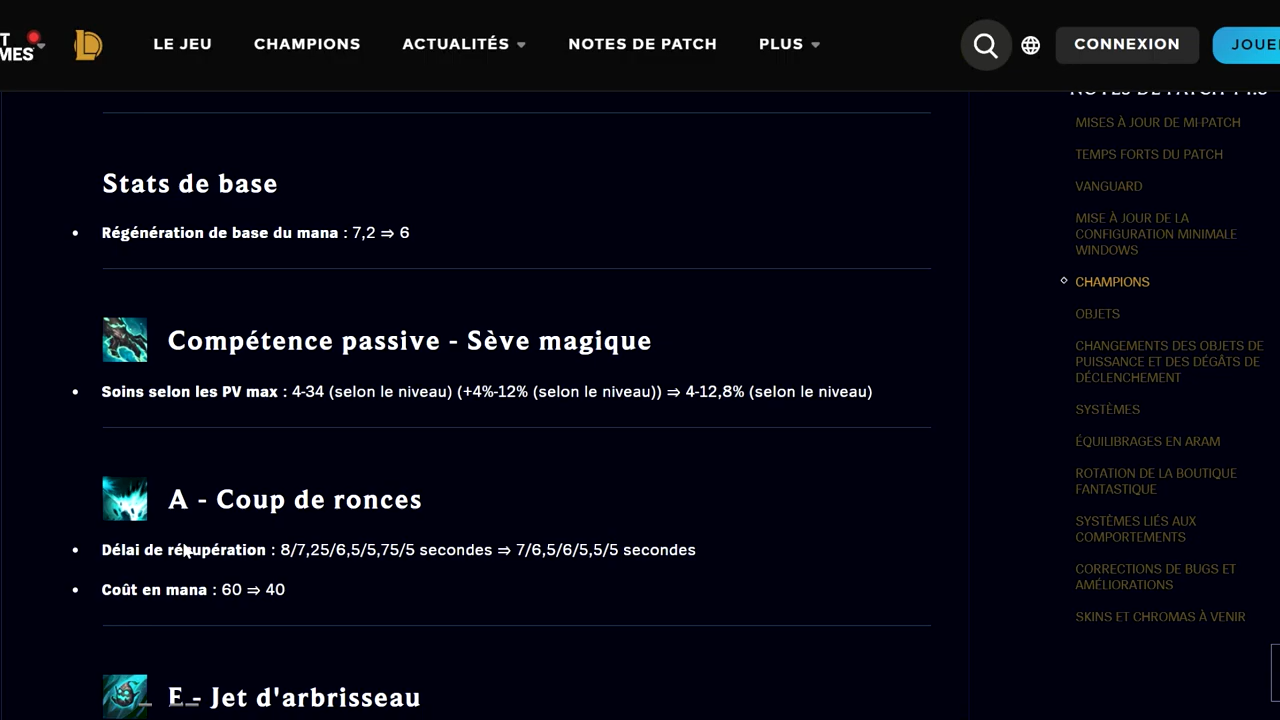 LE JEU
CHAMPIONS
ACTUALITÉS
NOTES DE PATCH
PLUS
CONNEXION
Stats de base
Régénération de base du mana : 7,2 ⇒ 6
Compétence passive - Sève magique
Soins selon les PV max : 4-34 (selon le niveau) (+4%-12% (selon le niveau)) ⇒ 4-12,8% (selon le niveau)
A - Coup de ronces
Délai de récupération : 8/7,25/6,5/5,75/5 secondes ⇒ 7/6,5/6/5,5/5 secondes
Coût en mana : 60 ⇒ 40
E - Jet d'arbrisseau
NOTES DE PATCH
MISES À JOUR DE MI-PATCH
TEMPS FORTS DU PATCH
VANGUARD
MISE À JOUR DE LA
CONFIGURATION MINIMALE
WINDOWS
CHAMPIONS
OBJETS
CHANGEMENTS DES OBJETS DE
PUISSANCE ET DES DÉGÂTS DE
DÉCLENCHEMENT
SYSTÈMES
ÉQUILIBRAGES EN ARAM
ROTATION DE LA BOUTIQUE
FANTASTIQUE
SYSTÈMES LIÉS AUX
COMPORTEMENTS
CORRECTIONS DE BUGS ET
AMÉLIORATIONS
SKINS ET CHROMAS À VENIR